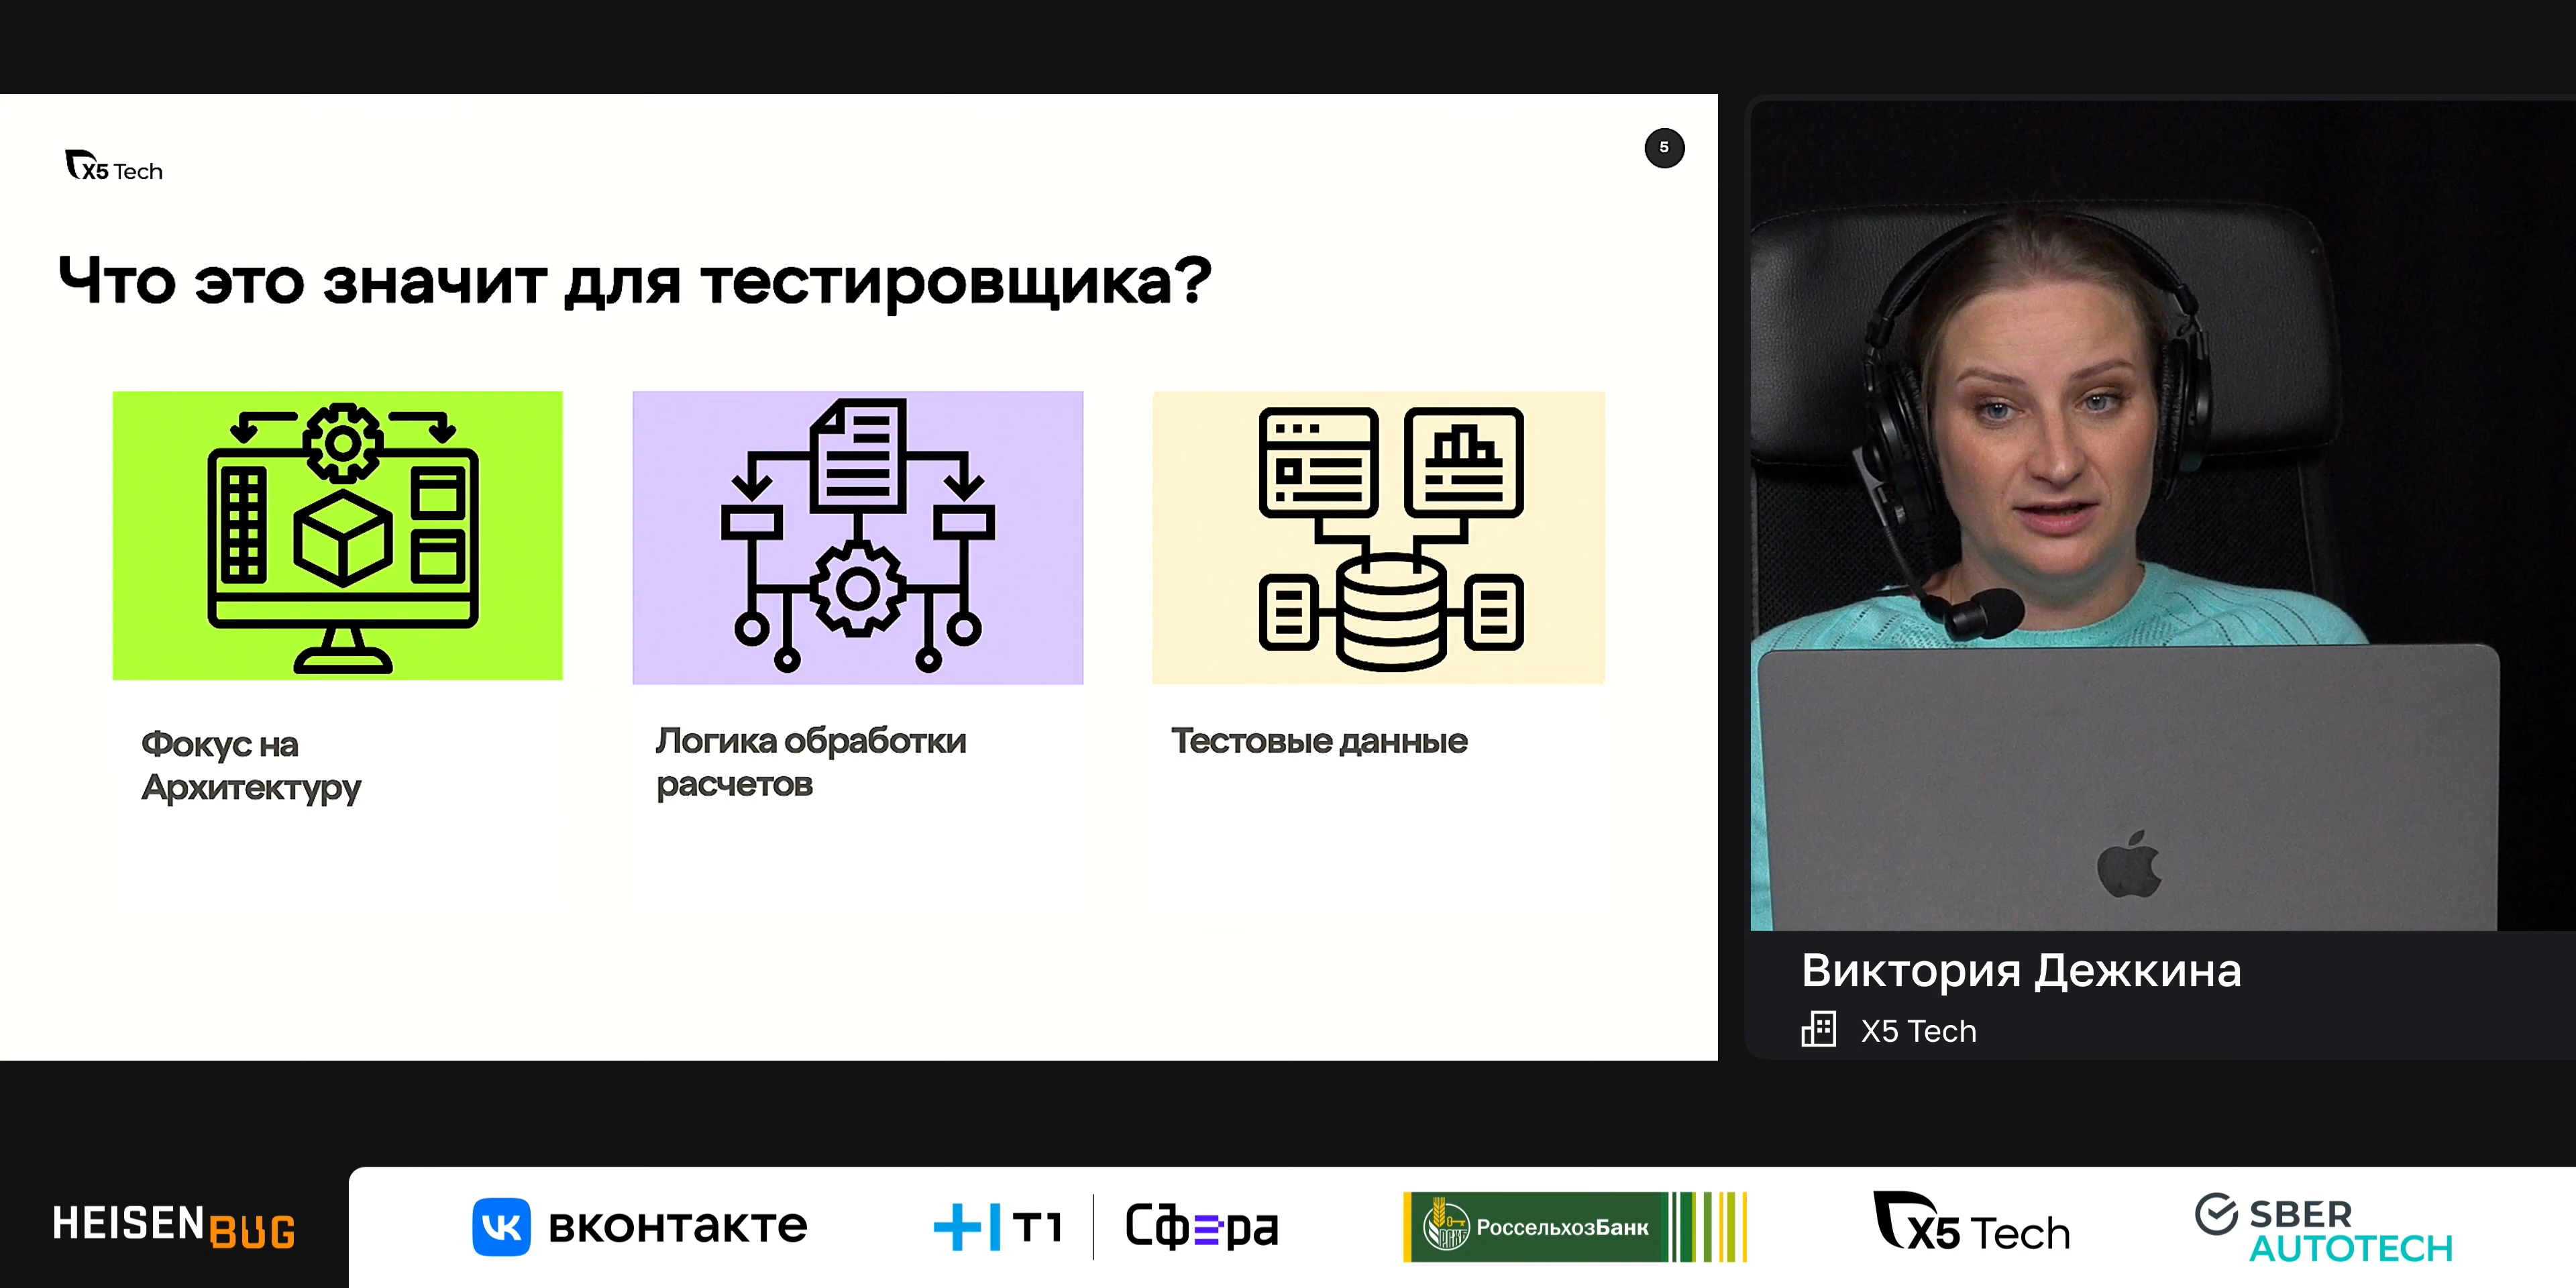 X5 Tech
5
Что это значит для тестировщика?
Фокус на
Архитектуру
Логика обработки
расчетов
Тестовые данные
Виктория Дежкина
X5 Tech
HEISENBUG
вконтакте
Т1
Сфера
РоссельхозБанк
X5 Tech
SBER
AUTOTECH